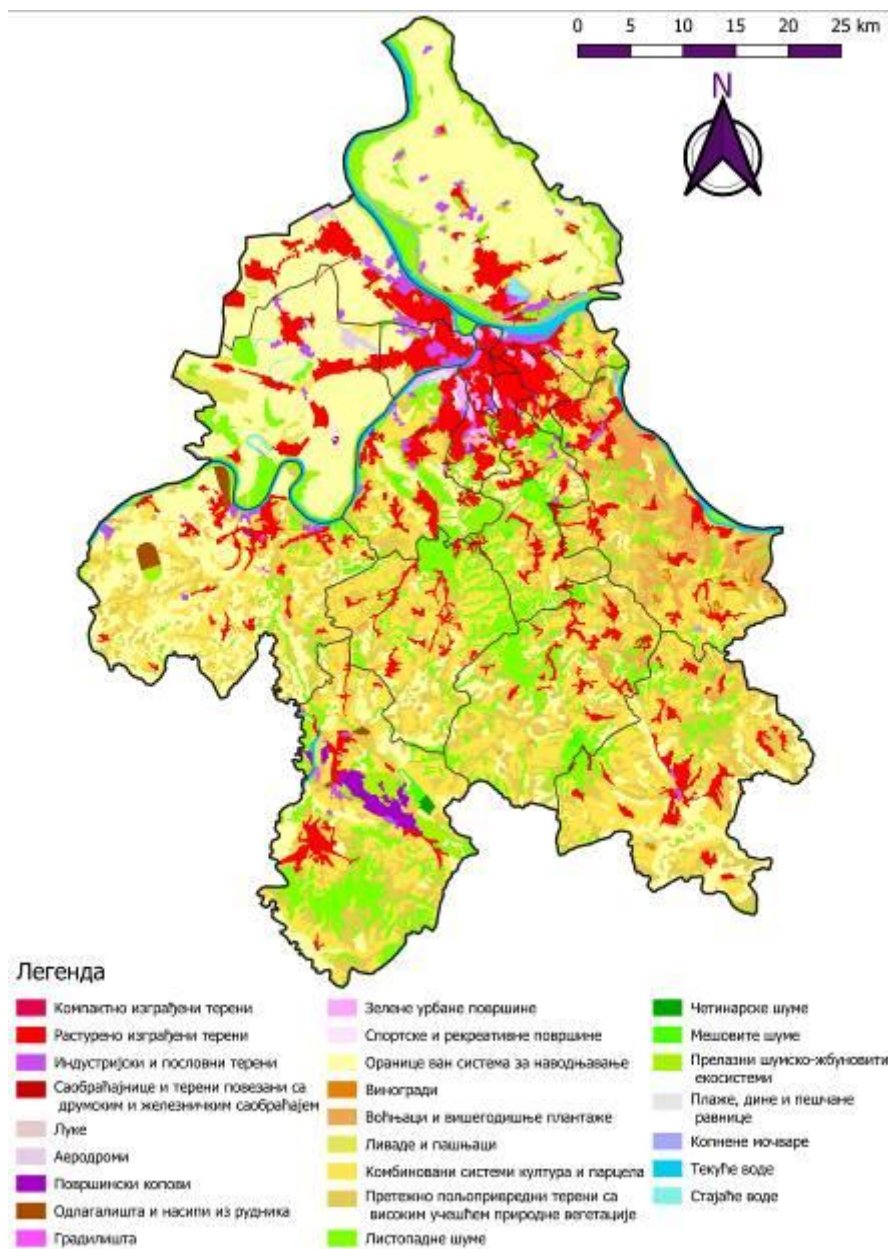 0 5 10 15 20 25 km
N
Легенда
Компактно изграђени терени
Растурено изграђени терени
Индустријски и пословни терени
Саобраћајнице и терени повезани са
друмским и железничким саобраћајем
Луке
Аеродроми
Површински копови
Одлагалишта и насипи из рудника
Градилишта
Зелене урбане површине
Спортске и рекреативне површине
Оранице ван система за наводњавање
Виногради
Воћњаци и вишегодишње плантаже
Ливаде и пашњаци
Комбиновани системи култура и парцела
Претежно пољопривредни терени са
високим учешћем природне вегетације
Листопадне шуме
Четинарске шуме
Мешовите шуме
Прелазни шумско-жбуновити
екосистеми
Плаже, дине и пешчане
равнице
Копнене мочваре
Текуће воде
Стајаће воде